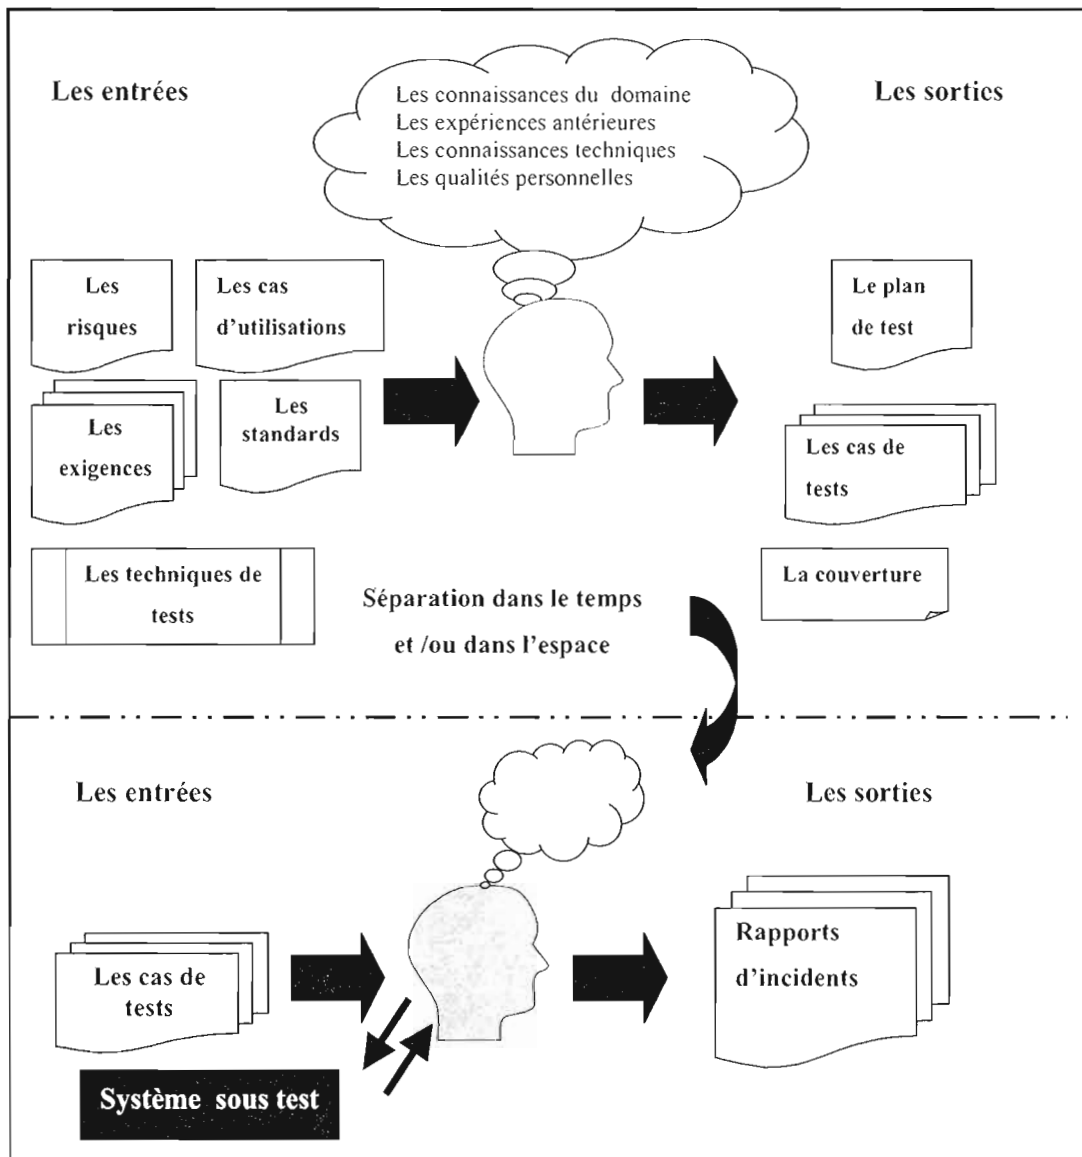 Les entrées
Les connaissances du domaine
Les expériences antérieures
Les connaissances techniques
Les qualités personnelles
Les sorties
Les
risques
Les cas
d'utilisations
Les
exigences
Les
standards
Les techniques de
tests
Le plan
de test
Les cas de
tests
La couverture
Séparation dans le temps
et /ou dans l'espace
Les entrées
Les sorties
Les cas de
tests
Système sous test
Rapports
d'incidents